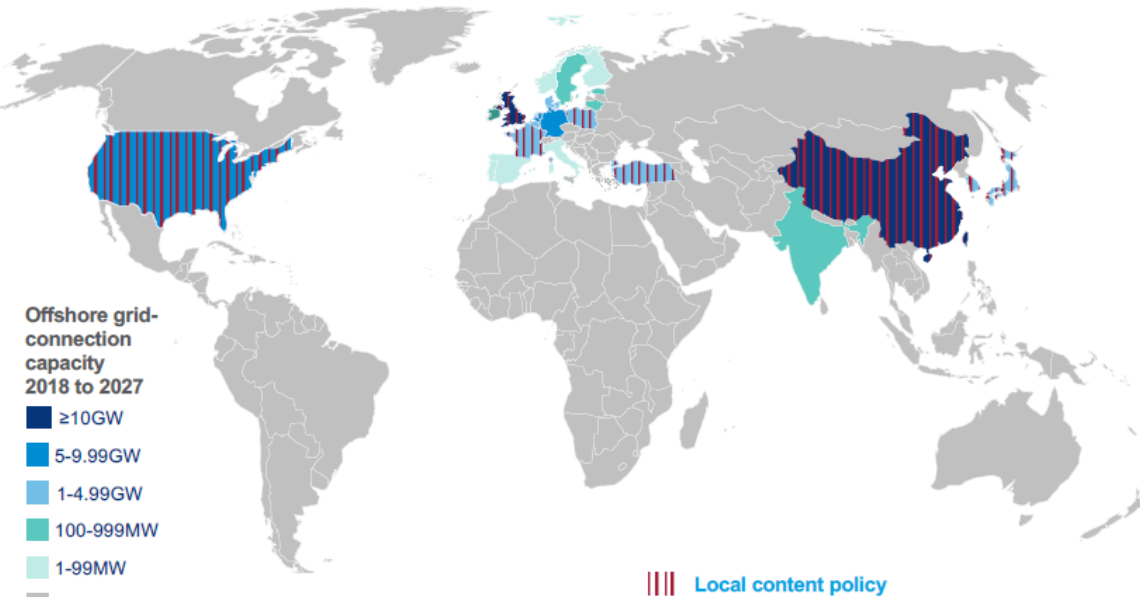 Offshore grid-
connection
capacity
2018 to 2027
≥10GW
5-9.99GW
1-4.99GW
100-999MW
1-99MW
Local content policy